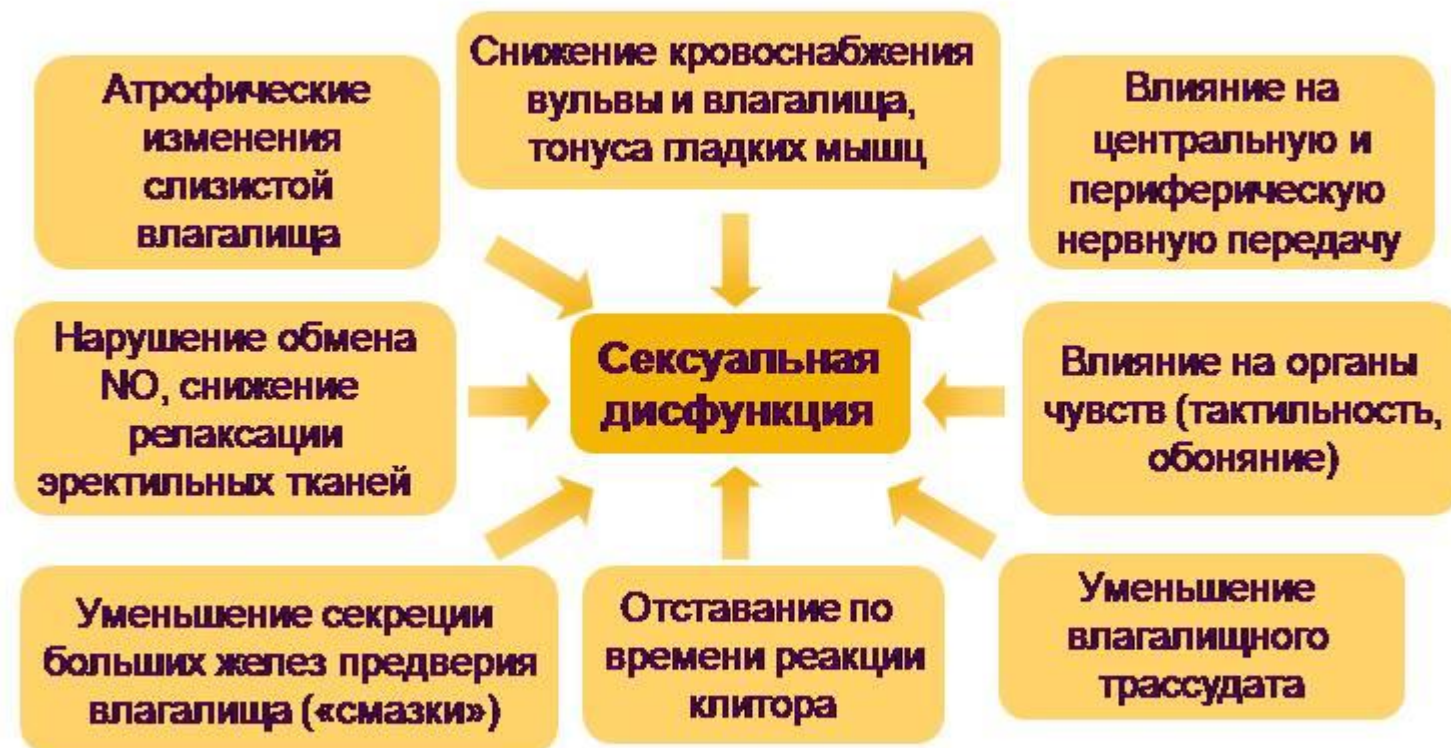 Снижение кровоснабжения
вульвы и влагалища,
тонуса гладких мышц
Атрофические
изменения
слизистой
влагалища
Влияние на
центральную и
периферическую
нервную передачу
Нарушение обмена
NO, снижение
релаксации
эректильных тканей
Сексуальная
дисфункция
Влияние на органы
чувств (тактильность,
обоняние)
Уменьшение секреции
больших желез предверия
влагалища («смазки»)
Отставание по
времени реакции
клитора
Уменьшение
влагалищного
трассудата